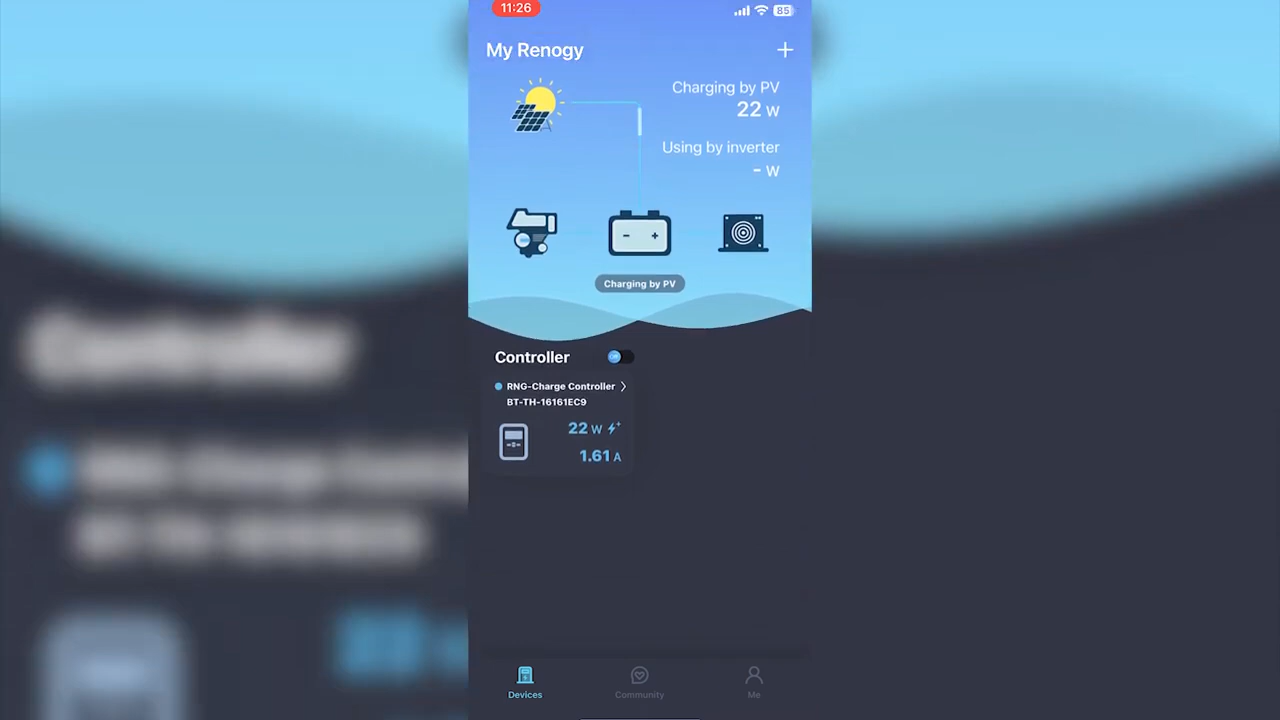 11:26
85
My Renogy
+
Charging by PV
22 W
Using by inverter
- W
- +
Charging by PV
Controller
Off
RNG-Charge Controller
BT-TH-16161EC9
22 W
1.61 A
Devices
Community
Me